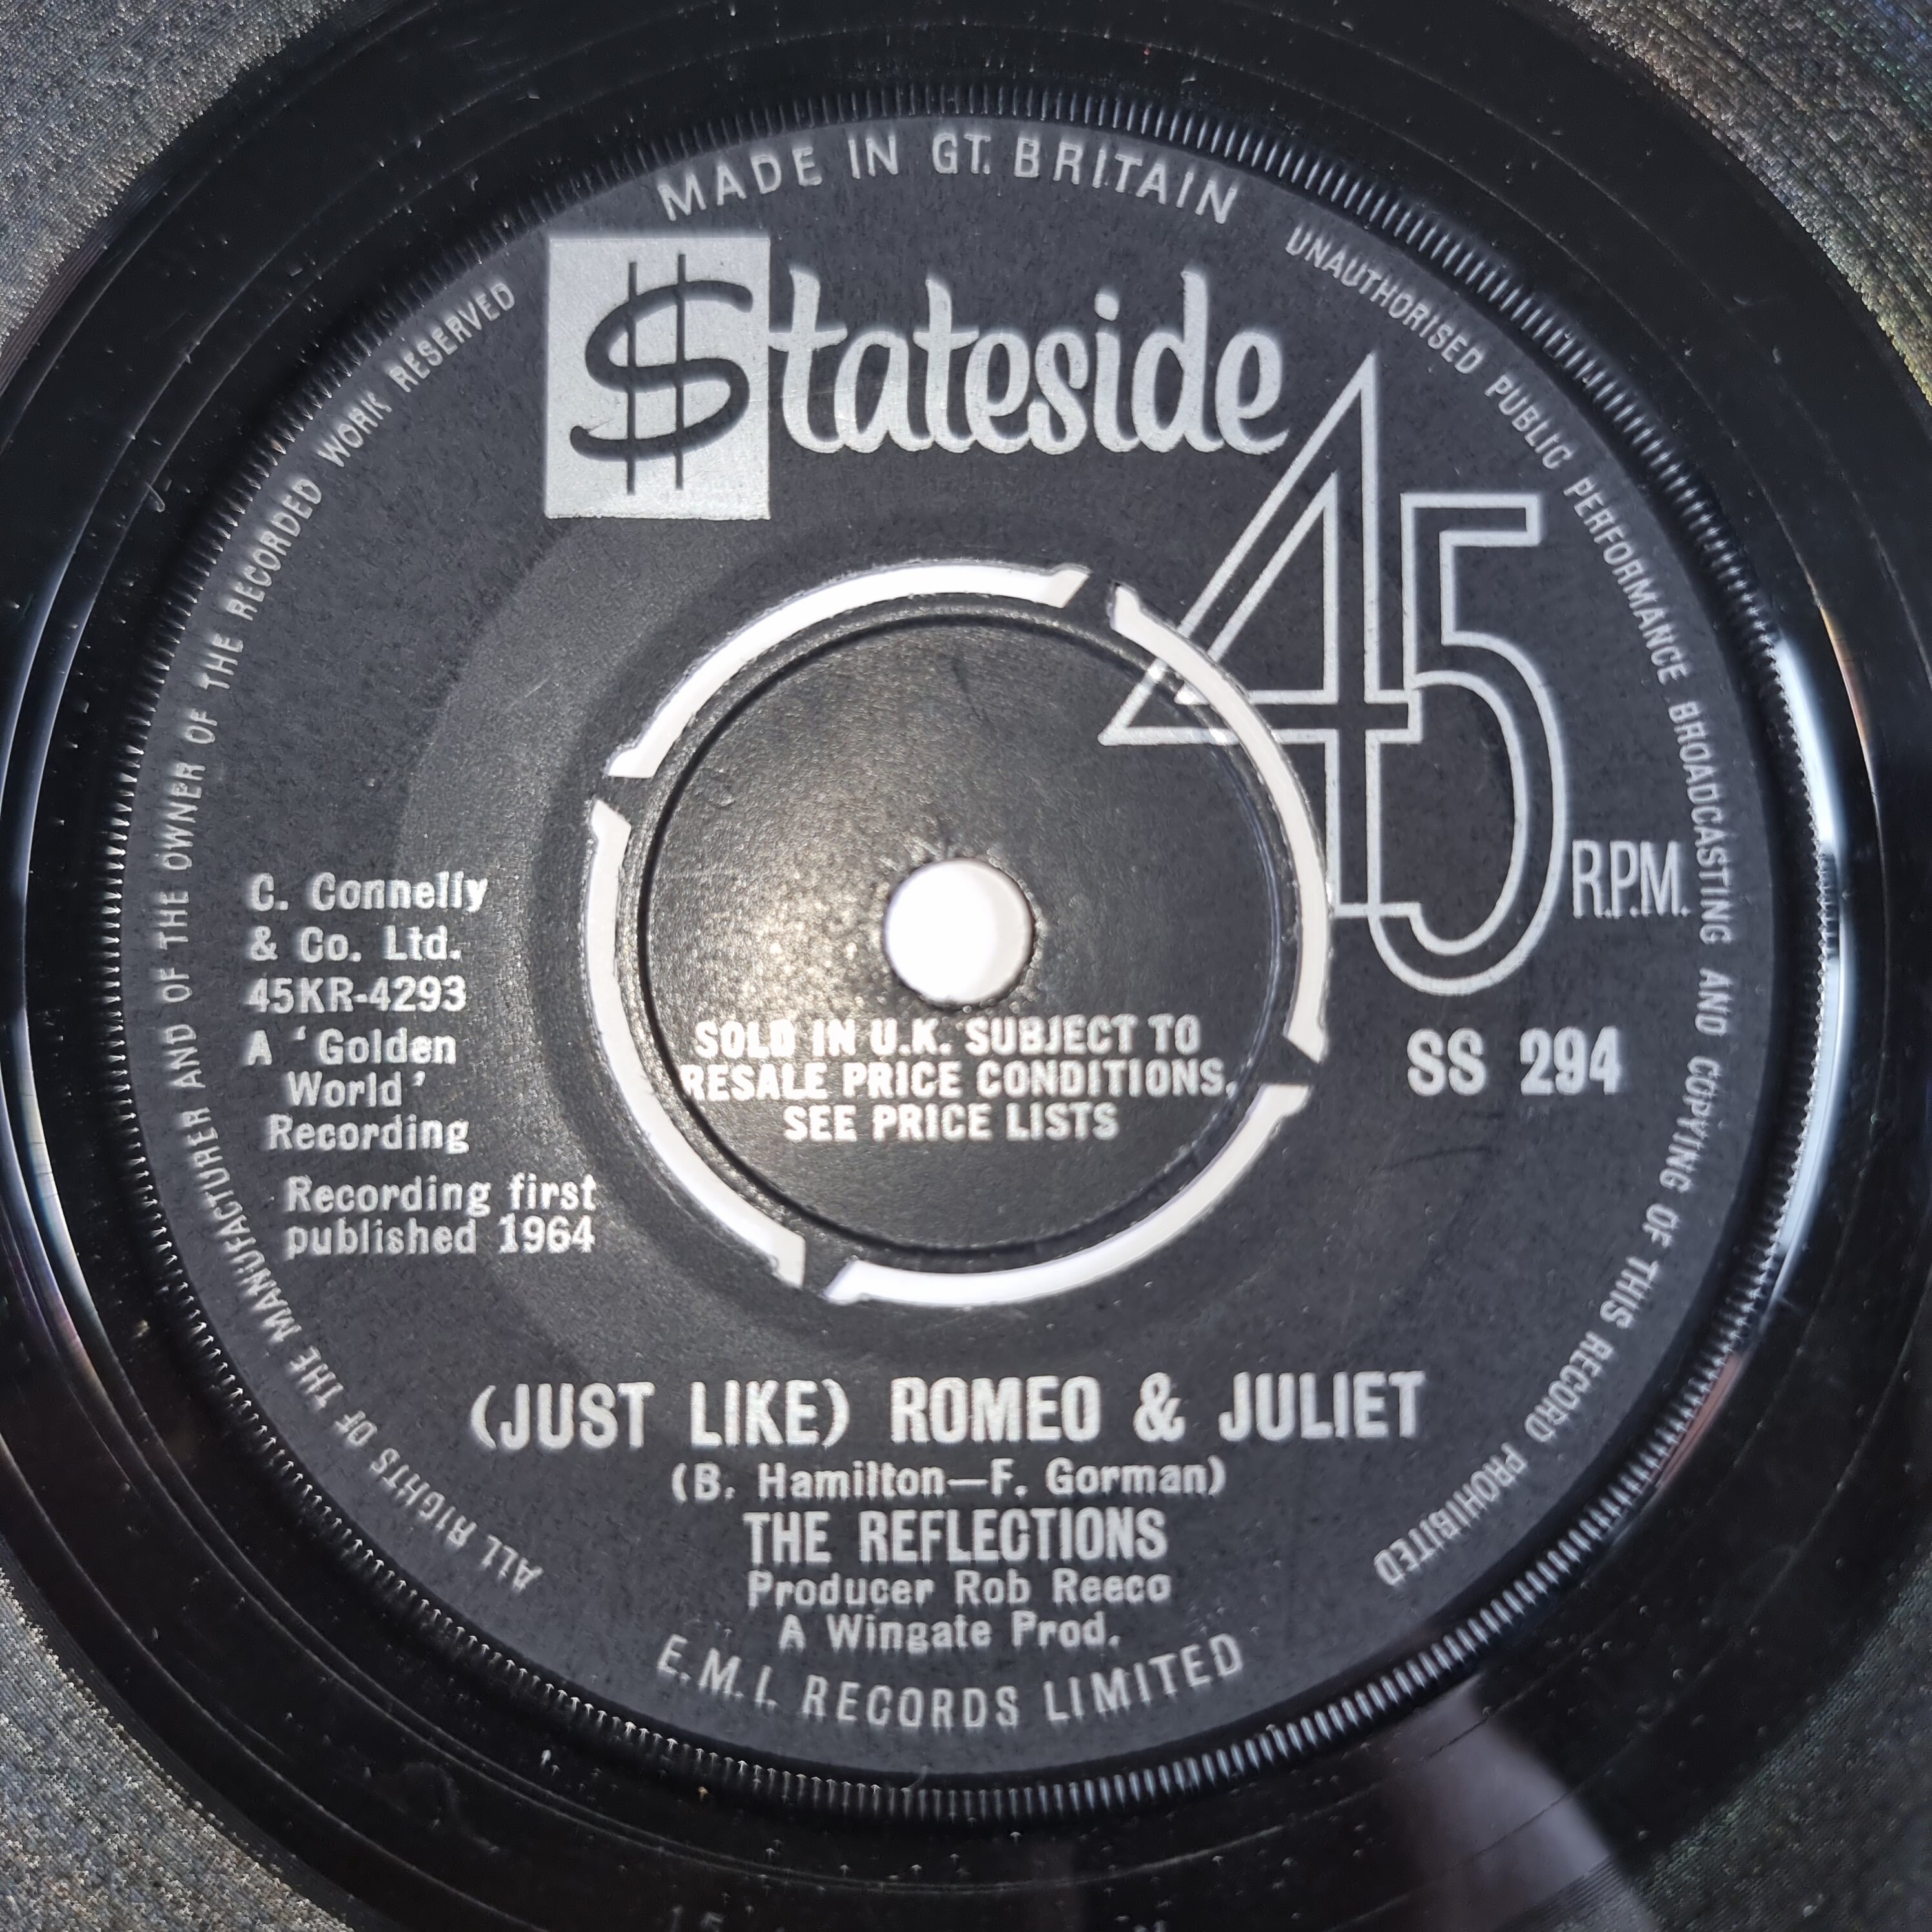 MADE IN GT. BRITAIN
UNAUTHORISED PUBLIC PERFORMANCE BROADCASTING AND COPYING OF THIS RECORD PROHIBITED
ALL RIGHTS OF THE MANUFACTURER AND OF THE OWNER OF THE RECORDED WORK RESERVED
$tateside
45
R.P.M.
C. Connelly
& Co. Ltd.
45KR-4293
A ‘Golden
World’
Recording
Recording first
published 1964
SOLD IN U.K. SUBJECT TO
RESALE PRICE CONDITIONS,
SEE PRICE LISTS
SS 294
(JUST LIKE) ROMEO & JULIET
(B. Hamilton—F. Gorman)
THE REFLECTIONS
Producer Rob Reeco
A Wingate Prod.
E.M.I. RECORDS LIMITED